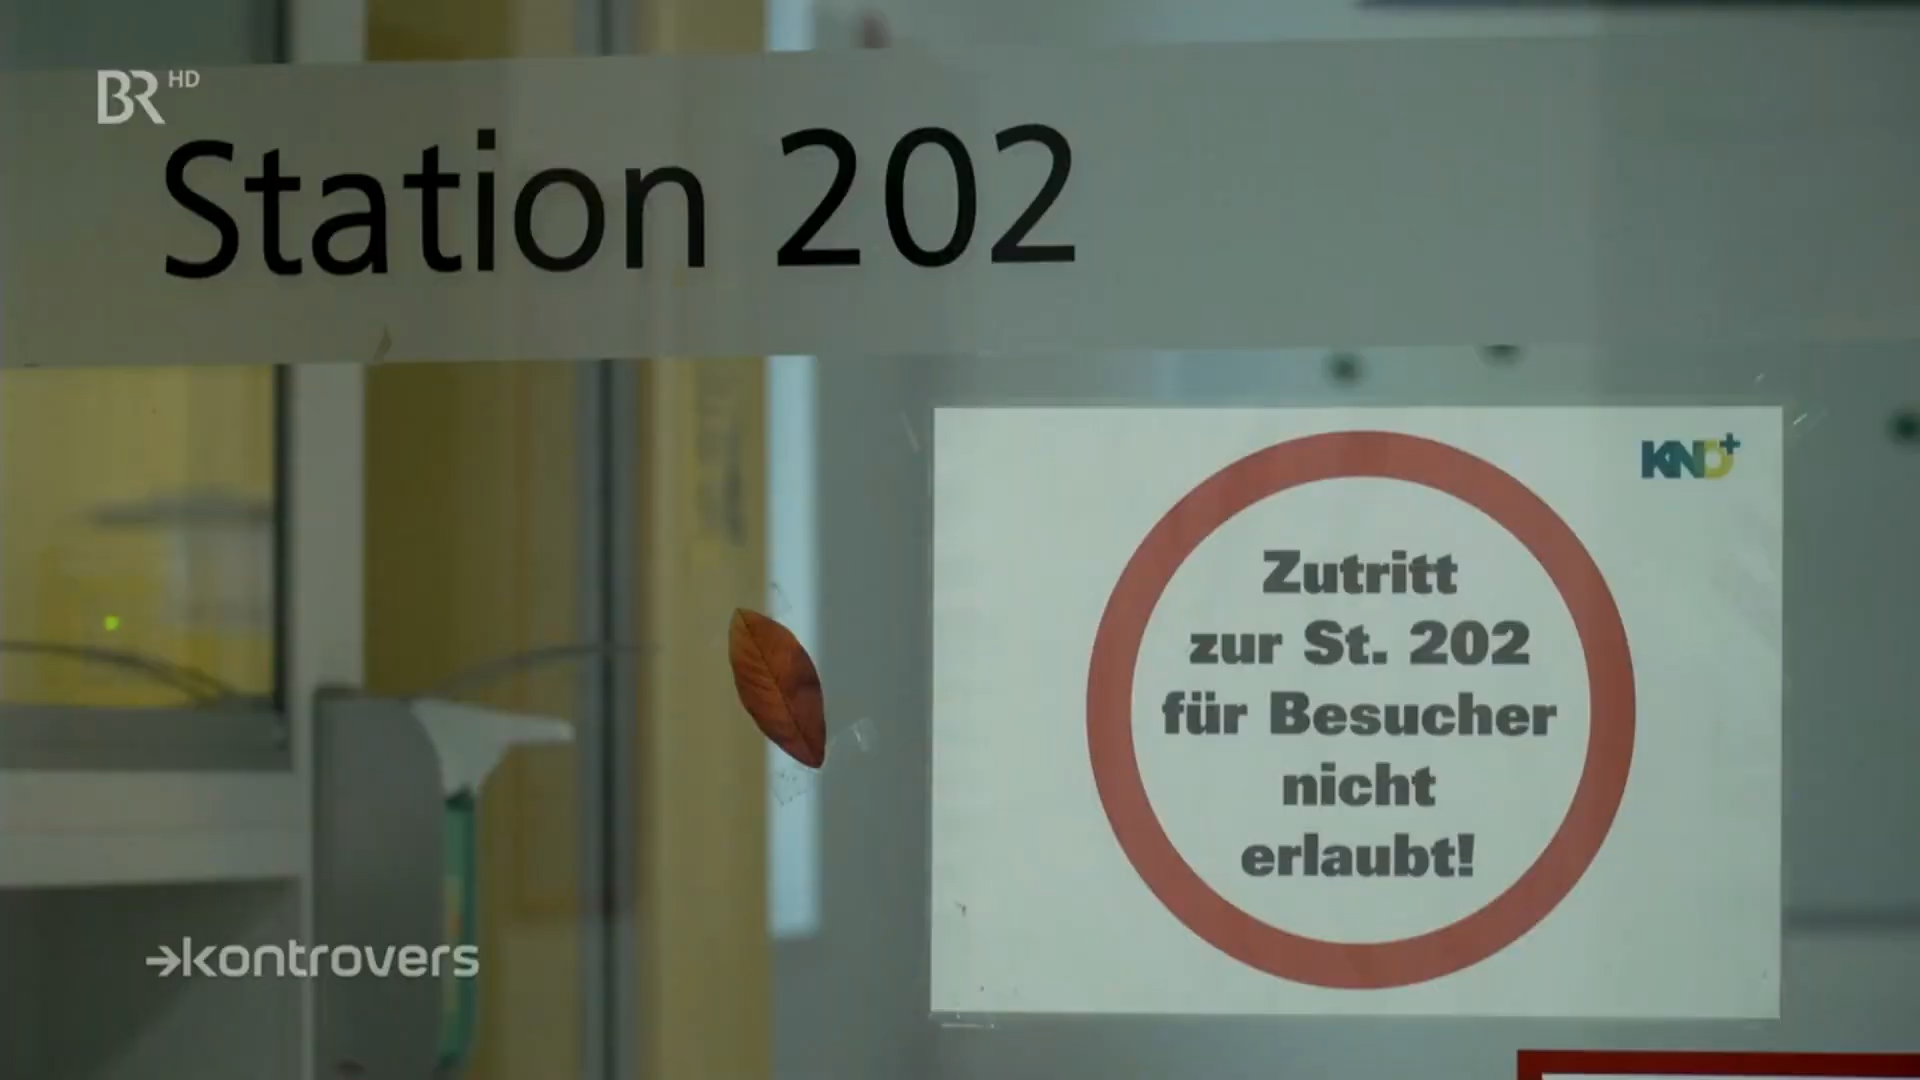 BR HD
Station 202
KND+
Zutritt
zur St. 202
für Besucher
nicht
erlaubt!
kontrovers